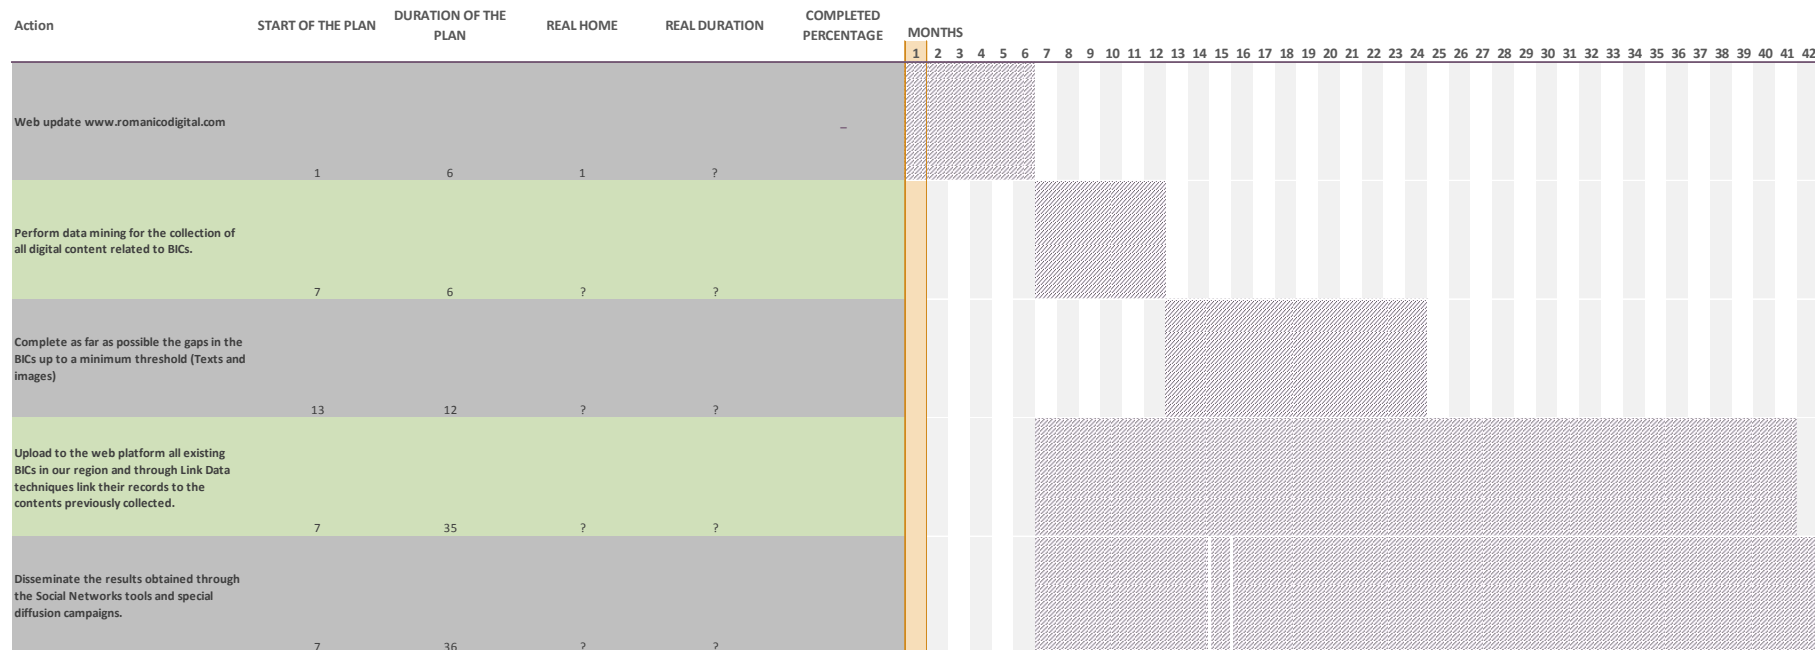 Action START OF THE PLAN DURATION OF THE PLAN REAL HOME REAL DURATION COMPLETED PERCENTAGE MONTHS
1 2 3 4 5 6 7 8 9 10 11 12 13 14 15 16 17 18 19 20 21 22 23 24 25 26 27 28 29 30 31 32 33 34 35 36 37 38 39 40 41 42
Web update www.romanicodigital.com _
1 6 1 ?
Perform data mining for the collection of
all digital content related to BICs.
7 6 ? ?
Complete as far as possible the gaps in the
BICs up to a minimum threshold (Texts and
images)
13 12 ? ?
Upload to the web platform all existing
BICs in our region and through Link Data
techniques link their records to the
contents previously collected.
7 35 ? ?
Disseminate the results obtained through
the Social Networks tools and special
diffusion campaigns.
7 36 ? ?